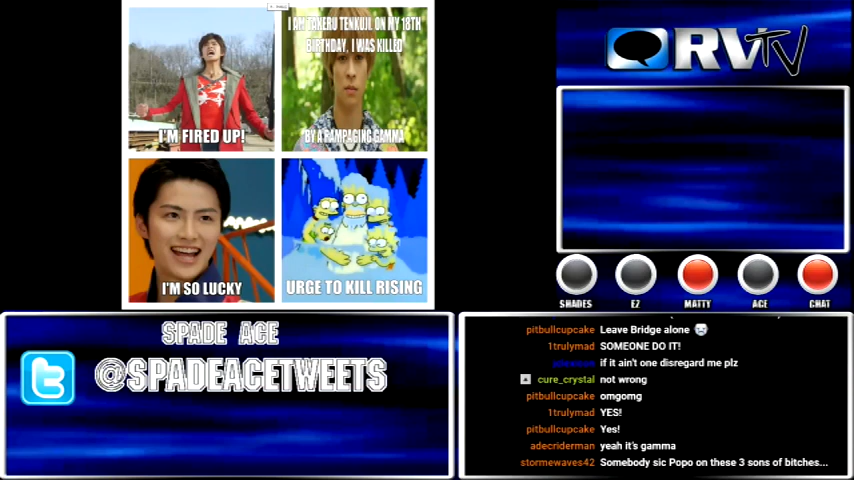 I'M FIRED UP!
I AM TAKERU TENKUJI. ON MY 18TH
BIRTHDAY, I WAS KILLED
BY A RAMPAGING GAMMA
I'M SO LUCKY
URGE TO KILL RISING
RVTV
SHADES
EZ
MATTY
ACE
CHAT
SPADE ACE
@SPADEACETWEETS
pitbullcupcake Leave Bridge alone
1trulymad SOMEONE DO IT!
if it ain't one disregard me plz
cure_crystal not wrong
pitbullcupcake omgomg
1trulymad YES!
pitbullcupcake Yes!
adecriderman yeah it's gamma
stormewaves42 Somebody sic Popo on these 3 sons of bitches...